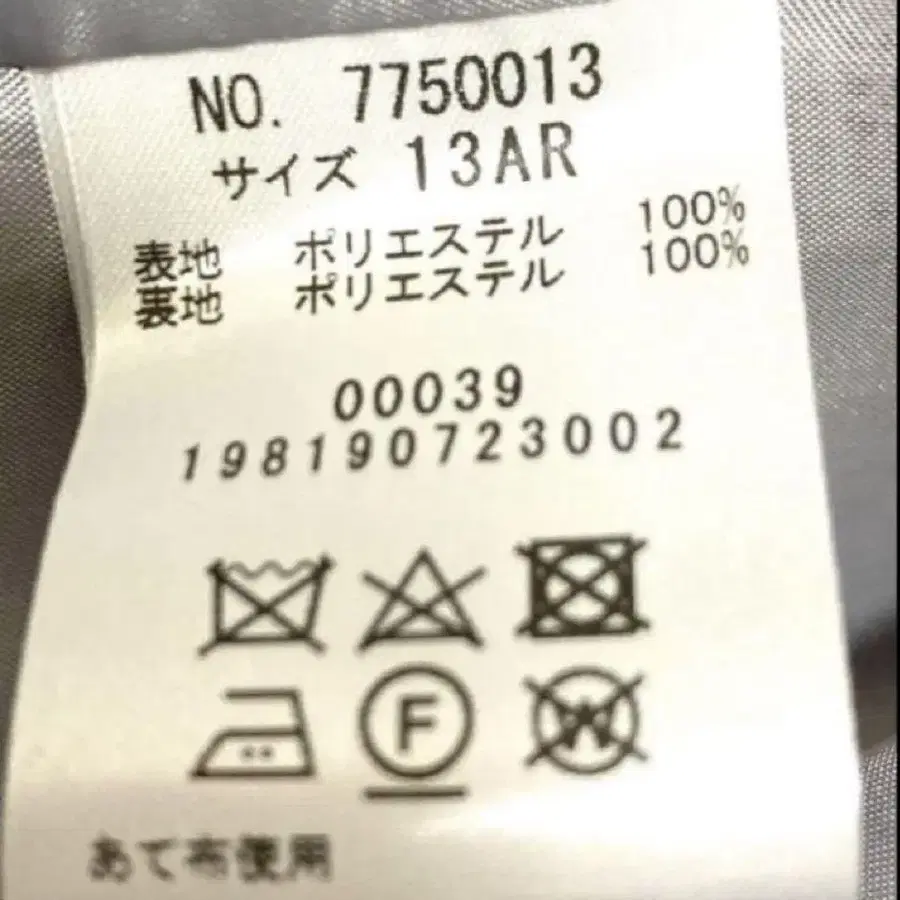 NO. 7750013
サイズ 13AR
表地 ポリエステル 100%
裏地 ポリエステル 100%
00039
198190723002
F W
あて布使用